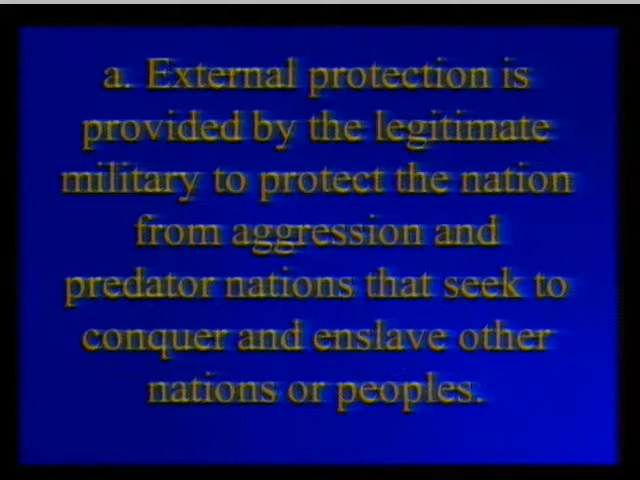 a. External protection is
provided by the legitimate
military to protect the nation
from aggression and
predator nations that seek to
conquer and enslave other
nations or peoples.